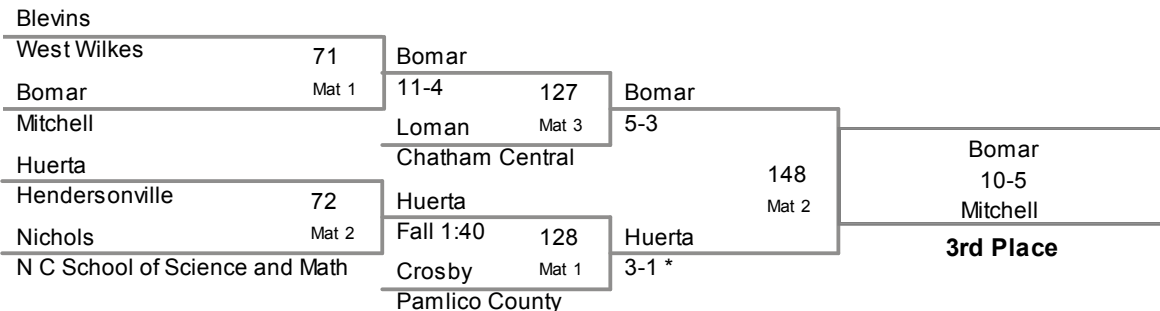 Blevins
West Wilkes
71
Mat 1
Bomar
Mitchell
Huerta
Hendersonville
72
Mat 2
Nichols
N C School of Science and Math
Bomar
11-4
127
Mat 3
Loman
Chatham Central
Huerta
Fall 1:40
128
Mat 1
Crosby
Pamlico County
Bomar
5-3
148
Mat 2
Huerta
3-1 *
Bomar
10-5
Mitchell
3rd Place